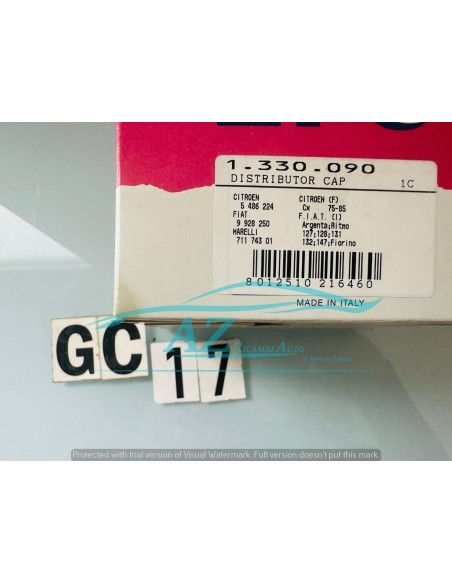 1.330.090
DISTRIBUTOR CAP 1C
CITROEN CITROEN (F)
5 486 224 Cx 75-85
FIAT F.I.A.T. (I)
9 928 250 Argenta;Ritmo
MARELLI 127;128;131
711 743 01 132;147;Fiorino
8 012510 216460
MADE IN ITALY
AZ
RICAMBI AUTO
GC 17
Protected with trial version of Visual Watermark. Full version doesn't put this mark.